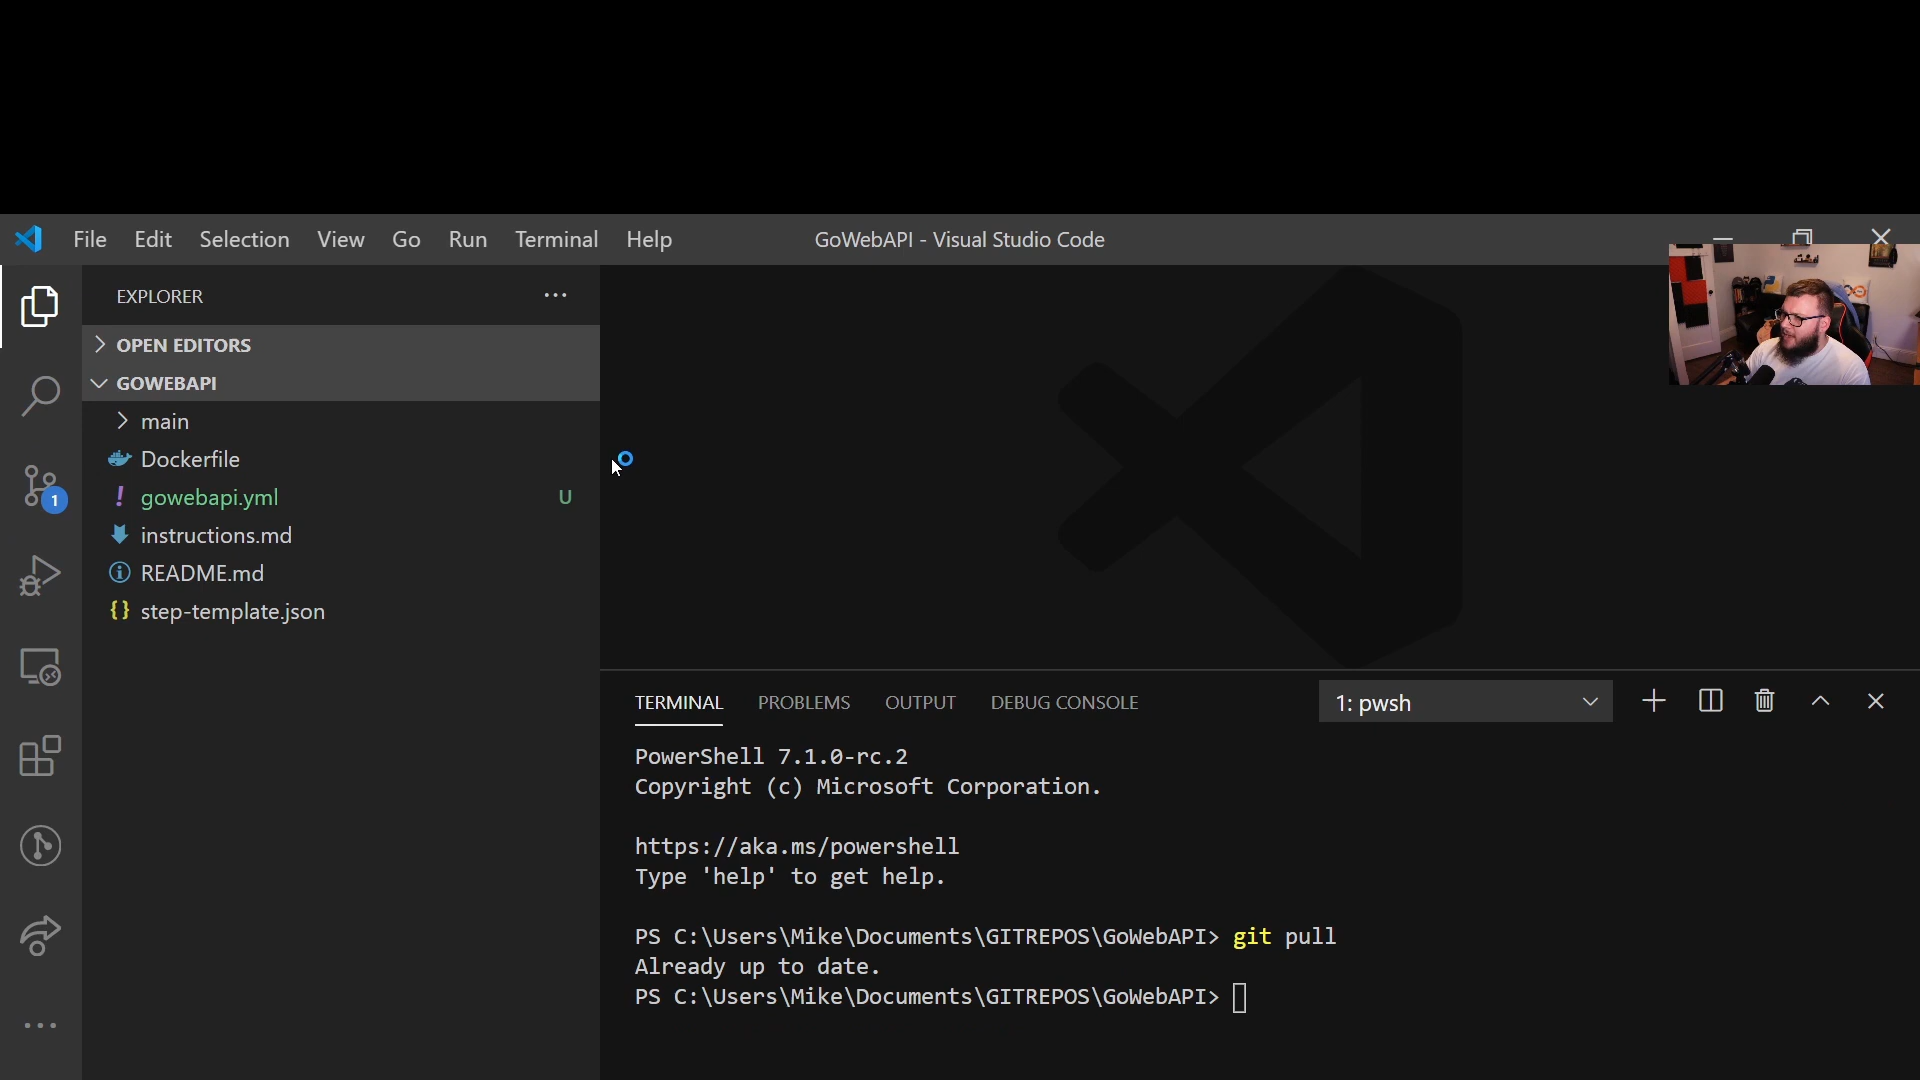 File Edit Selection View Go Run Terminal Help
GoWebAPI - Visual Studio Code
EXPLORER
OPEN EDITORS
GOWEBAPI
main
Dockerfile
1
! gowebapi.yml U
instructions.md
README.md
{} step-template.json
TERMINAL PROBLEMS OUTPUT DEBUG CONSOLE
1: pwsh
PowerShell 7.1.0-rc.2
Copyright (c) Microsoft Corporation.
https://aka.ms/powershell
Type 'help' to get help.
PS C:\Users\Mike\Documents\GITREPOS\GoWebAPI> git pull
Already up to date.
PS C:\Users\Mike\Documents\GITREPOS\GoWebAPI>